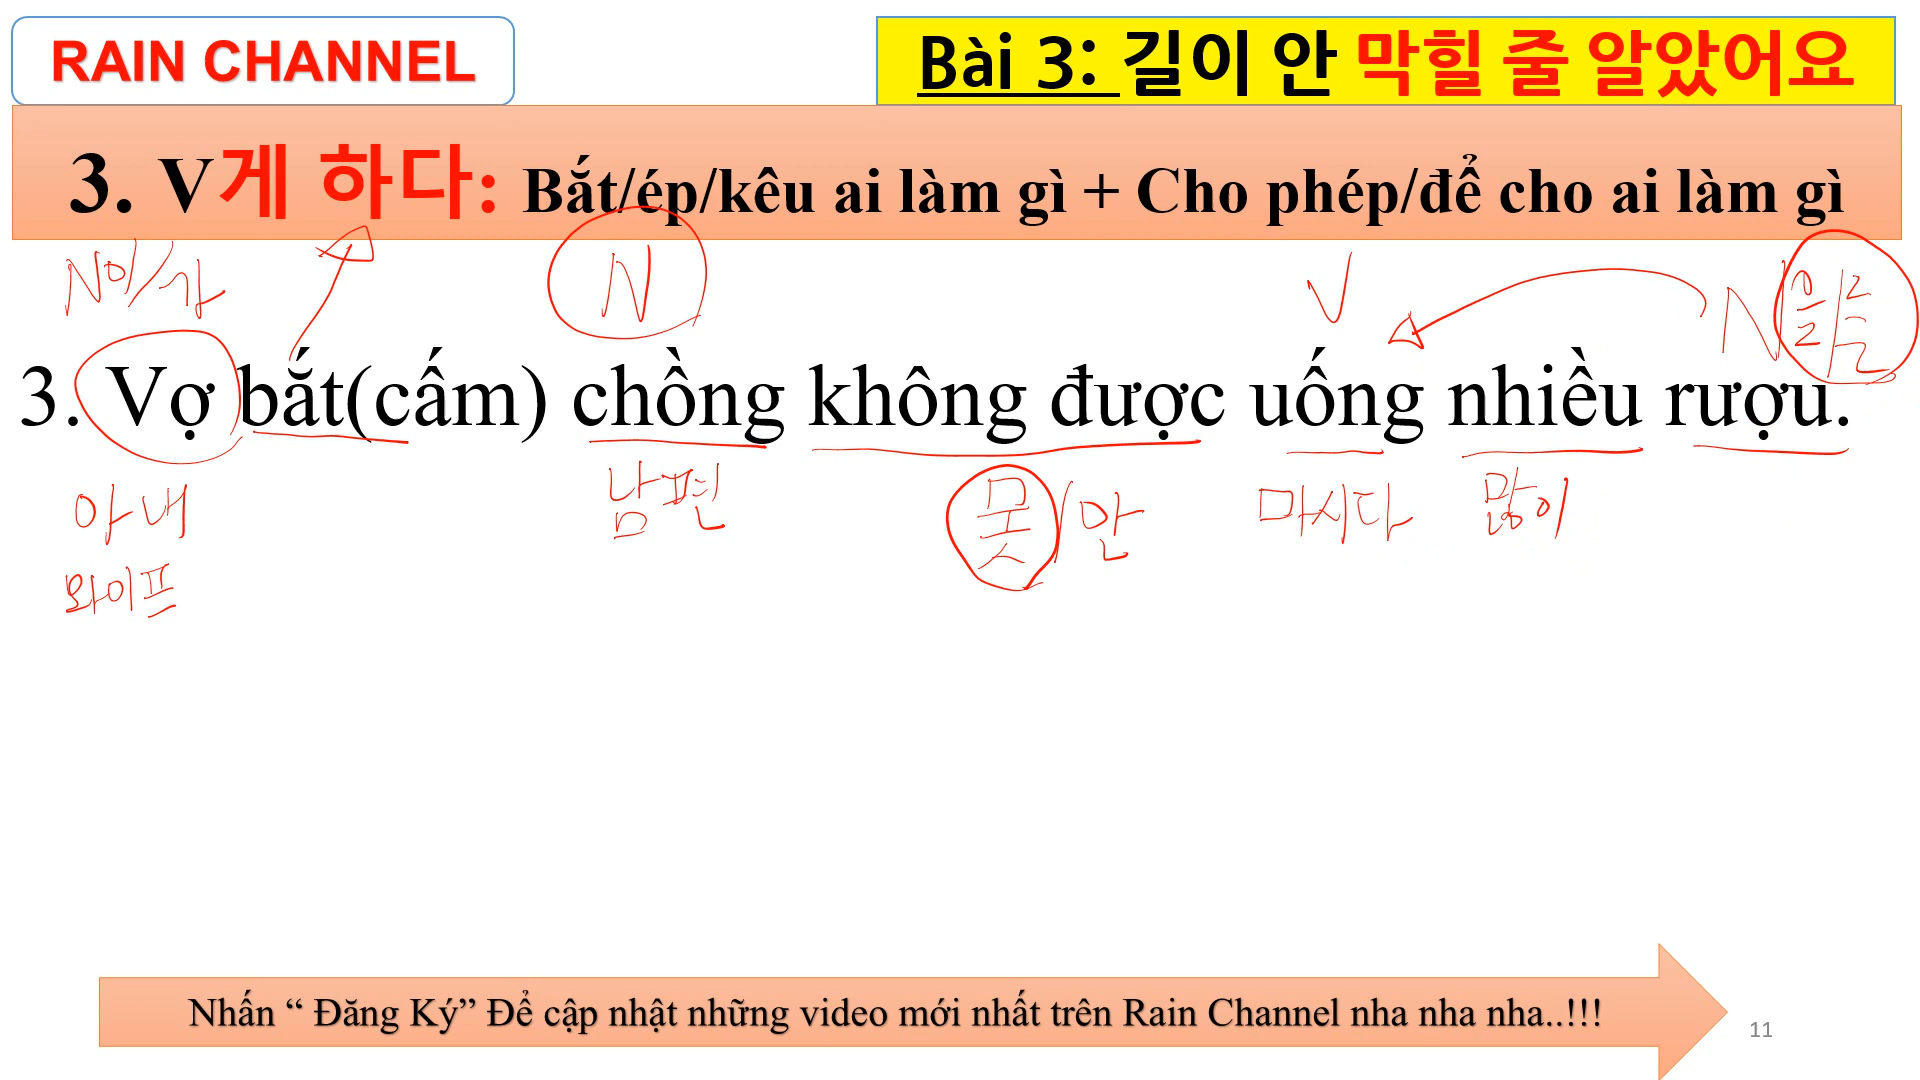 RAIN CHANNEL
Bài 3: 길이 안 막힐 줄 알았어요
3. V게 하다: Bắt/ép/kêu ai làm gì + Cho phép/để cho ai làm gì
N이/가 N V N을/를
3. Vợ bắt(cấm) chồng không được uống nhiều rượu.
아내 남편 못/안 마시다 많이
와이프
Nhấn “ Đăng Ký” Để cập nhật những video mới nhất trên Rain Channel nha nha nha..!!!
11